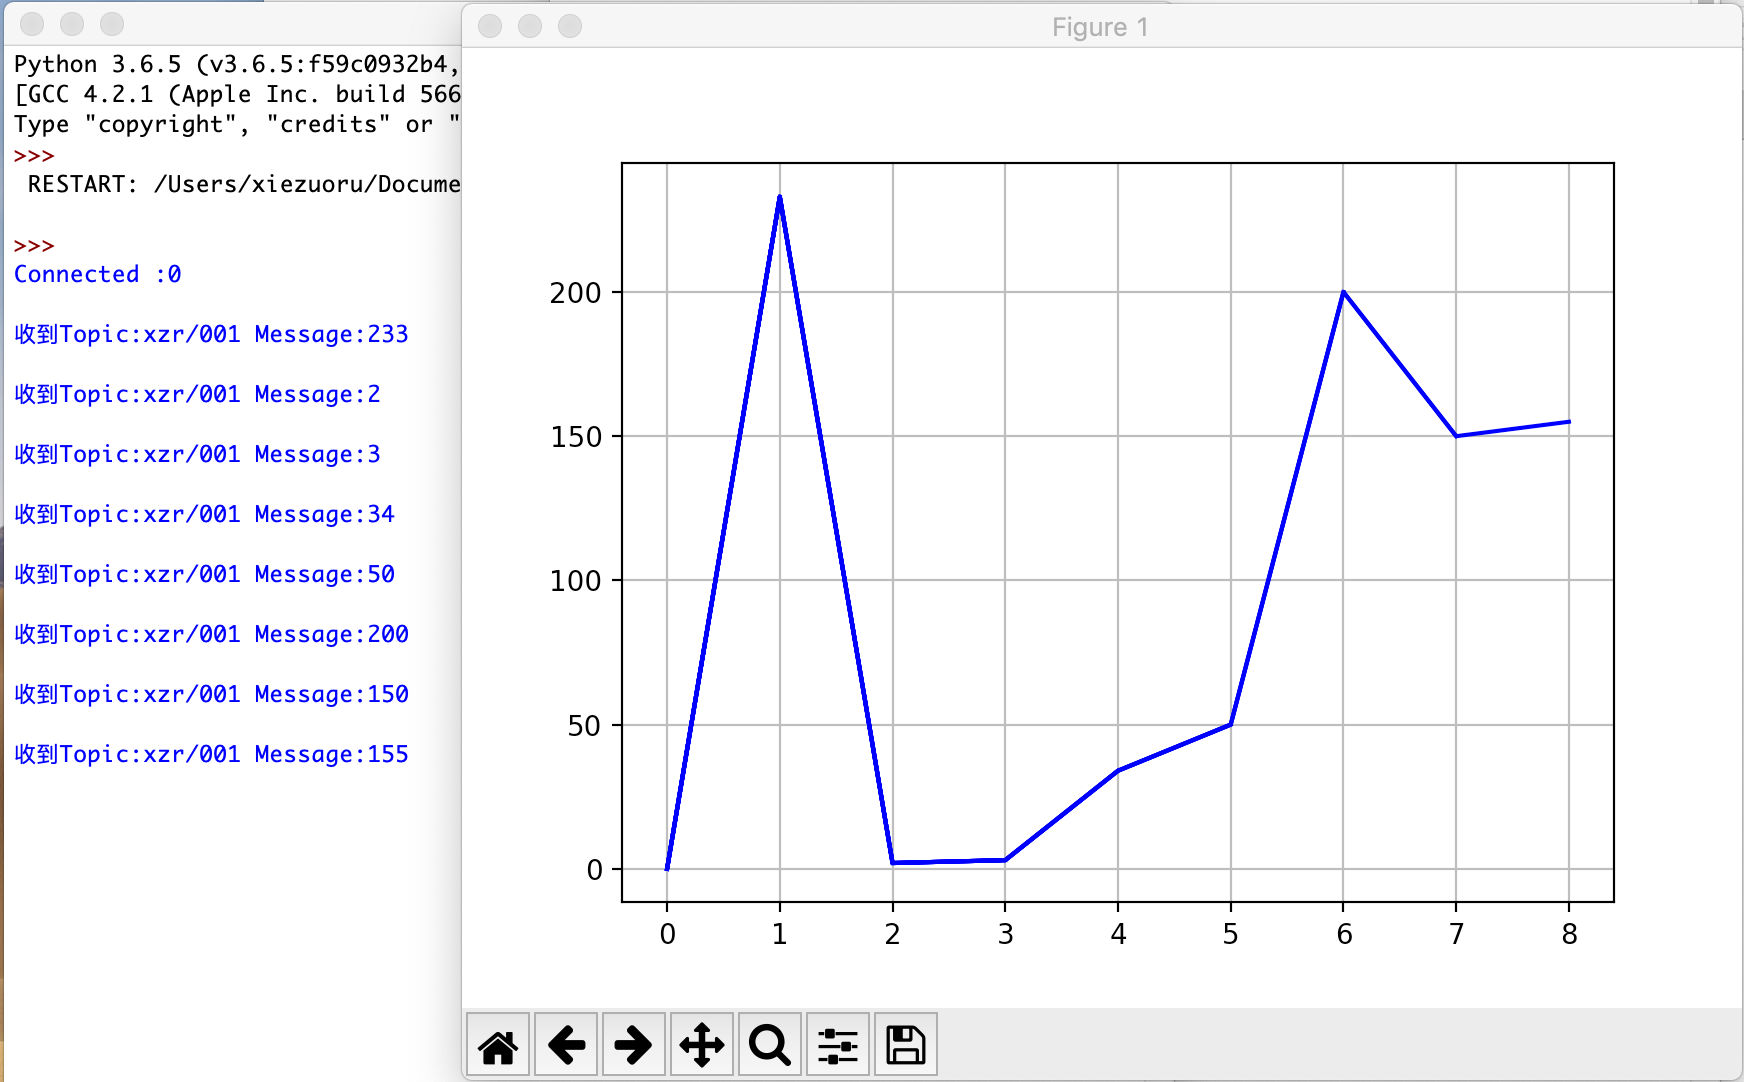 Python 3.6.5 (v3.6.5:f59c0932b4,
[GCC 4.2.1 (Apple Inc. build 566
Type "copyright", "credits" or "
>>>
RESTART: /Users/xiezuoru/Docume
>>>
Connected :0
收到Topic:xzr/001 Message:233
收到Topic:xzr/001 Message:2
收到Topic:xzr/001 Message:3
收到Topic:xzr/001 Message:34
收到Topic:xzr/001 Message:50
收到Topic:xzr/001 Message:200
收到Topic:xzr/001 Message:150
收到Topic:xzr/001 Message:155
Figure 1
200
150
100
50
0
0 1 2 3 4 5 6 7 8